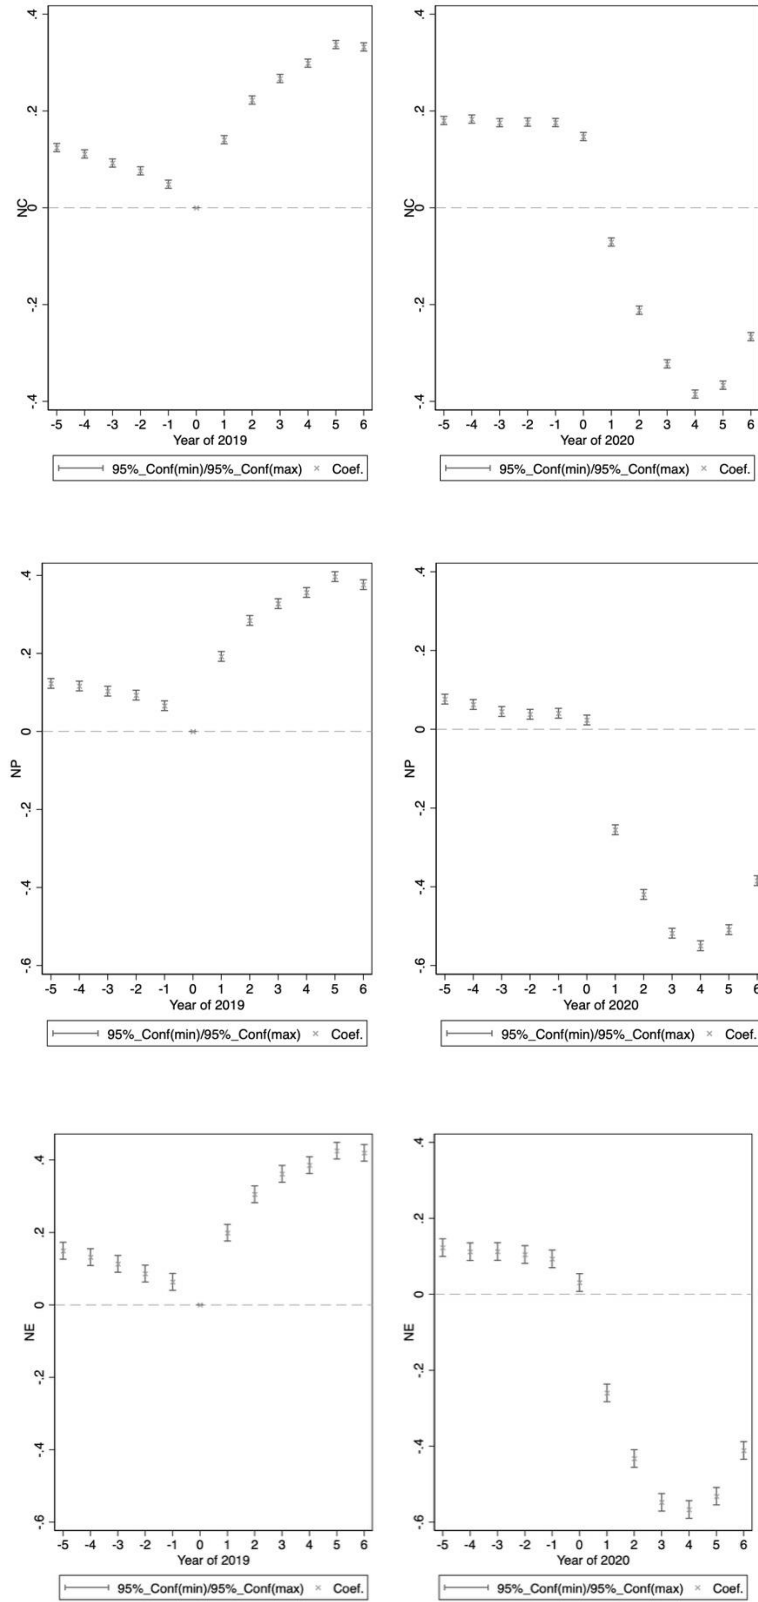 .4 .2 0 -.2 -.4
NC
-5 -4 -3 -2 -1 0 1 2 3 4 5 6
Year of 2019
95%_Conf(min)/95%_Conf(max) × Coef.
.4 .2 0 -.2 -.4
NC
-5 -4 -3 -2 -1 0 1 2 3 4 5 6
Year of 2020
95%_Conf(min)/95%_Conf(max) × Coef.
.4 .2 0 -.2 -.4 -.6
NP
-5 -4 -3 -2 -1 0 1 2 3 4 5 6
Year of 2019
95%_Conf(min)/95%_Conf(max) × Coef.
.4 .2 0 -.2 -.4 -.6
NP
-5 -4 -3 -2 -1 0 1 2 3 4 5 6
Year of 2020
95%_Conf(min)/95%_Conf(max) × Coef.
.4 .2 0 -.2 -.4 -.6
NE
-5 -4 -3 -2 -1 0 1 2 3 4 5 6
Year of 2019
95%_Conf(min)/95%_Conf(max) × Coef.
.4 .2 0 -.2 -.4 -.6
NE
-5 -4 -3 -2 -1 0 1 2 3 4 5 6
Year of 2020
95%_Conf(min)/95%_Conf(max) × Coef.